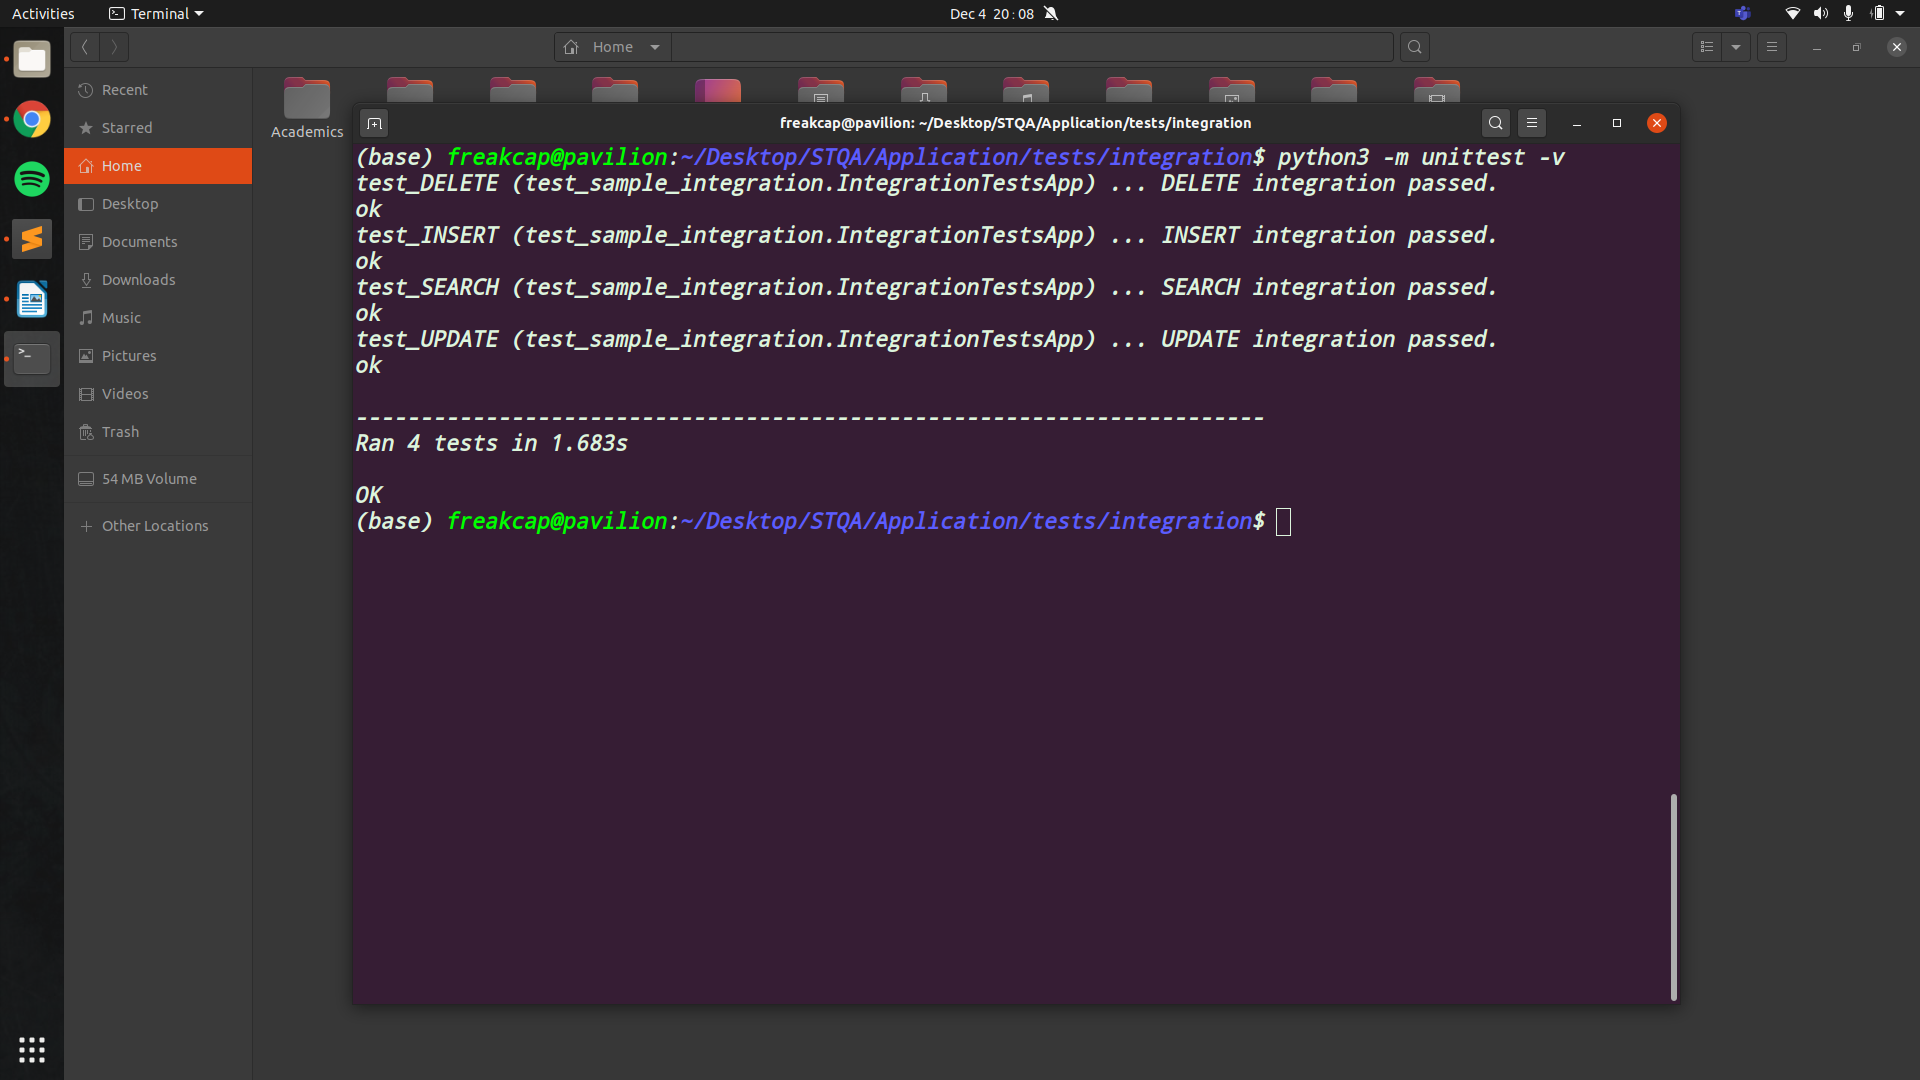 Activities
Terminal
Dec 4 20:08
Home
Recent
Starred
Home
Desktop
Documents
Downloads
Music
Pictures
Videos
Trash
54 MB Volume
Other Locations
Academics
freakcap@pavilion: ~/Desktop/STQA/Application/tests/integration
(base) freakcap@pavilion:~/Desktop/STQA/Application/tests/integration$ python3 -m unittest -v
test_DELETE (test_sample_integration.IntegrationTestsApp) ... DELETE integration passed.
ok
test_INSERT (test_sample_integration.IntegrationTestsApp) ... INSERT integration passed.
ok
test_SEARCH (test_sample_integration.IntegrationTestsApp) ... SEARCH integration passed.
ok
test_UPDATE (test_sample_integration.IntegrationTestsApp) ... UPDATE integration passed.
ok
----------------------------------------------------------------------
Ran 4 tests in 1.683s
OK
(base) freakcap@pavilion:~/Desktop/STQA/Application/tests/integration$